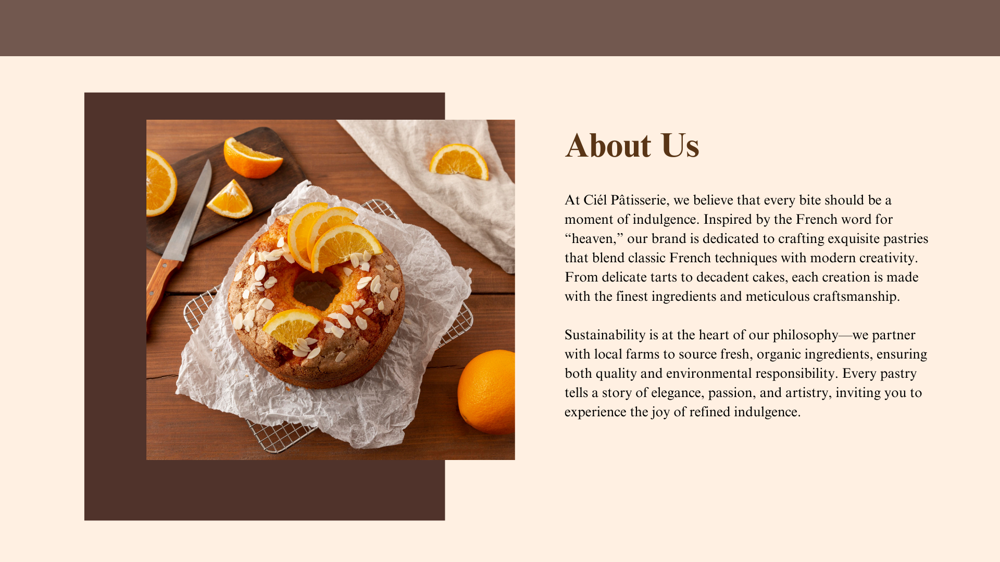 About Us
At Ciél Pâtisserie, we believe that every bite should be a
moment of indulgence. Inspired by the French word for
“heaven,” our brand is dedicated to crafting exquisite pastries
that blend classic French techniques with modern creativity.
From delicate tarts to decadent cakes, each creation is made
with the finest ingredients and meticulous craftsmanship.
Sustainability is at the heart of our philosophy—we partner
with local farms to source fresh, organic ingredients, ensuring
both quality and environmental responsibility. Every pastry
tells a story of elegance, passion, and artistry, inviting you to
experience the joy of refined indulgence.